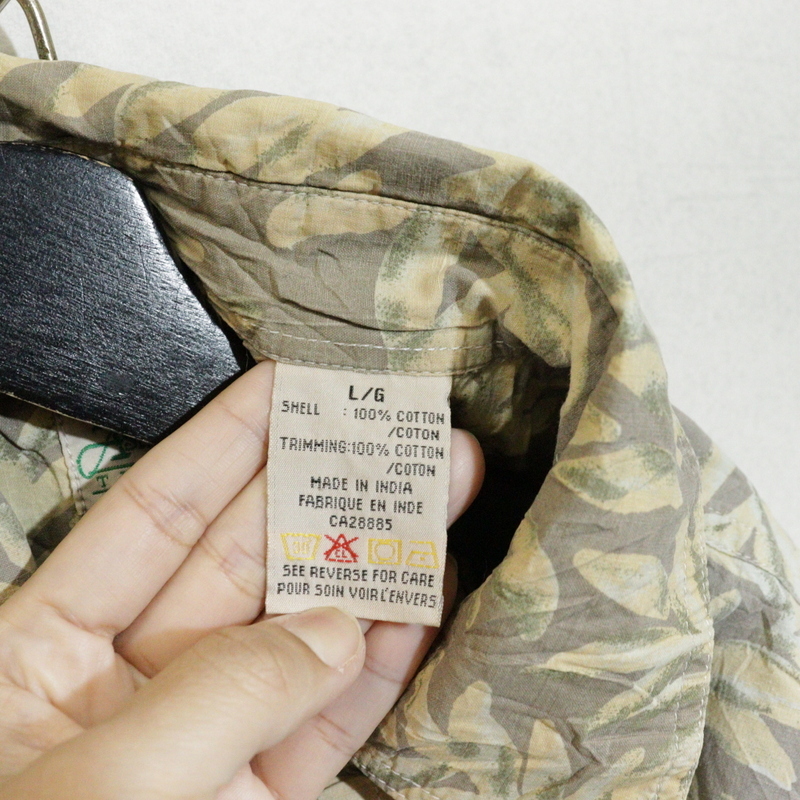 L/G
SHELL : 100% COTTON
/COTON
TRIMMING:100% COTTON
/COTON
MADE IN INDIA
FABRIQUE EN INDE
CA28885
CL
SEE REVERSE FOR CARE
POUR SOIN VOIR L'ENVERS